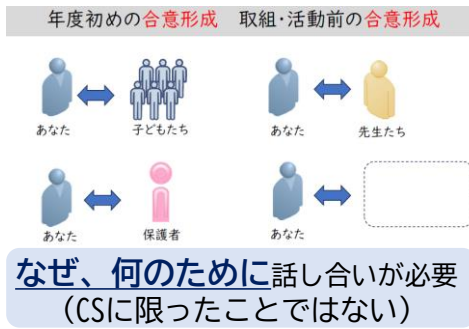 年度初めの合意形成 取組・活動前の合意形成
あなた 子どもたち あなた 先生たち
あなた 保護者 あなた
なぜ、何のために話し合いが必要
（CSに限ったことではない）